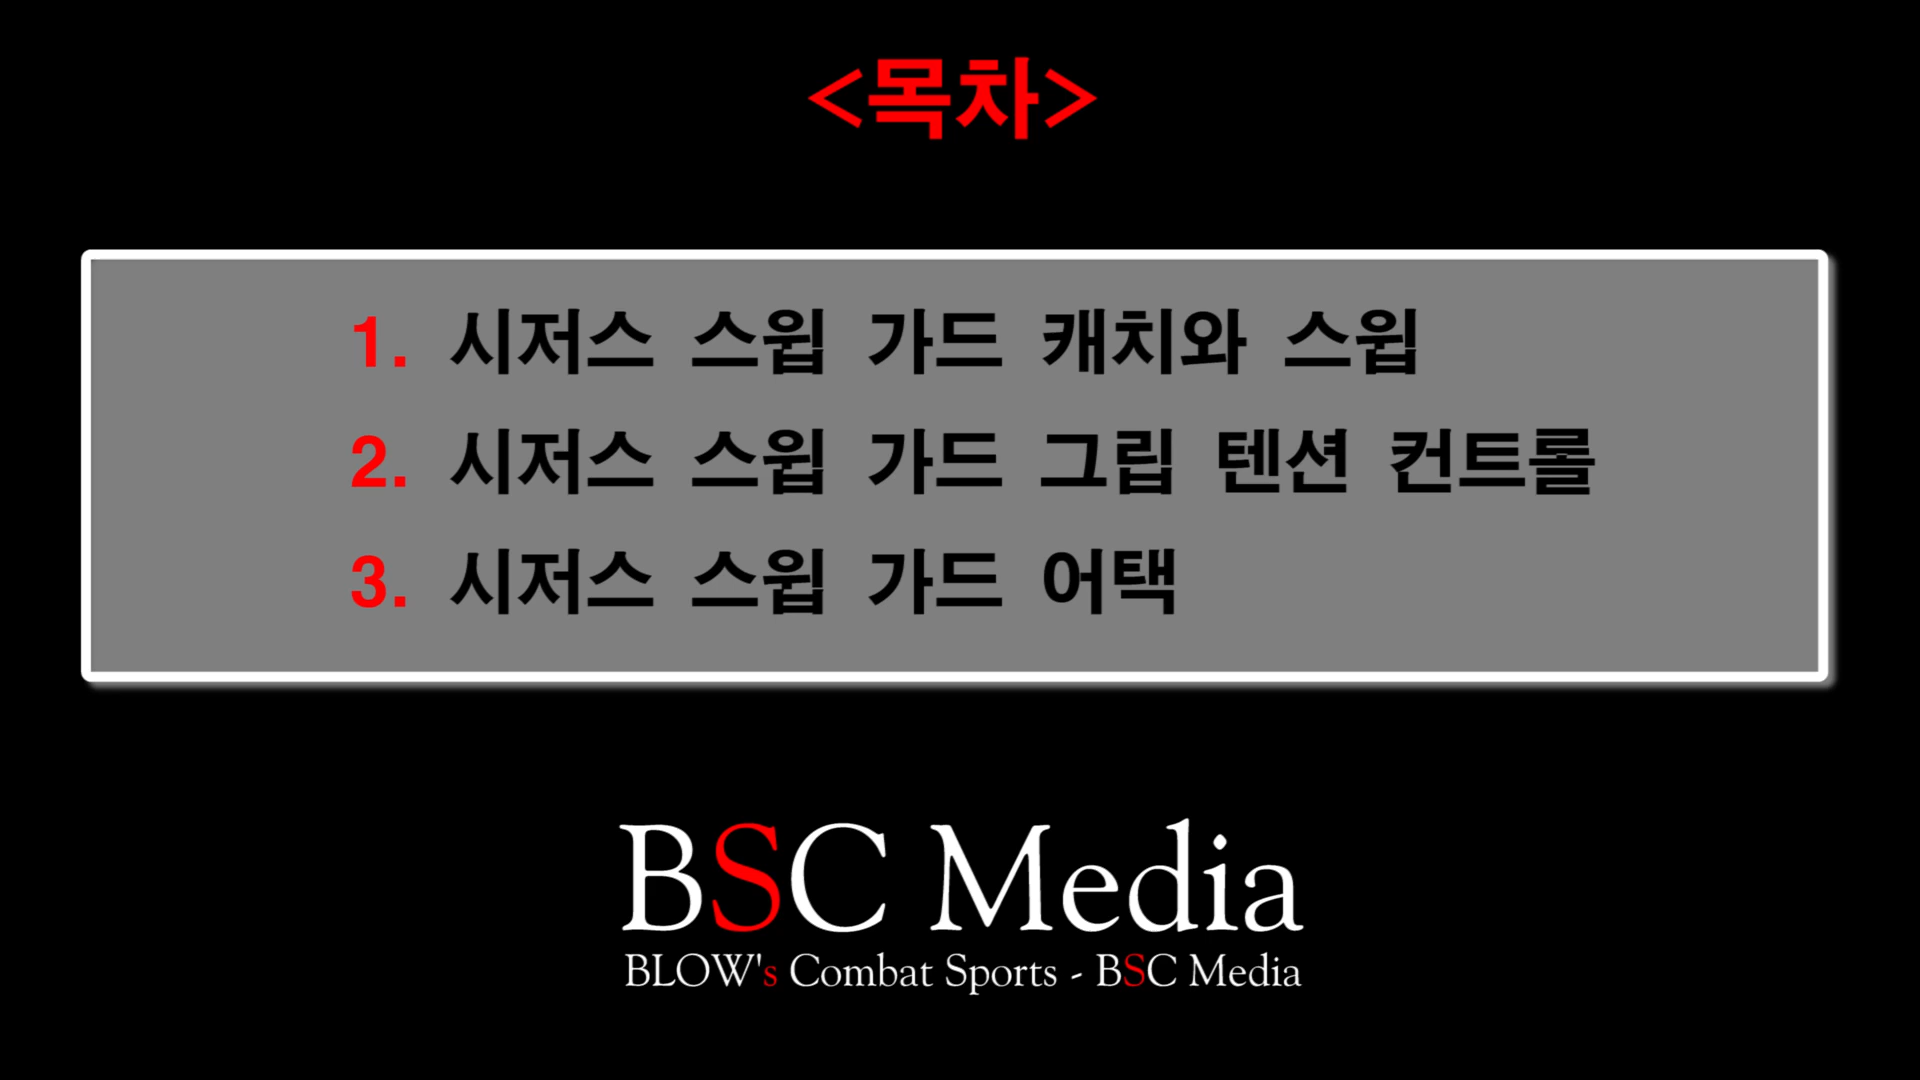 <목차>
1. 시저스 스윕 가드 캐치와 스윕
2. 시저스 스윕 가드 그립 텐션 컨트롤
3. 시저스 스윕 가드 어택
BSC Media
BLOW's Combat Sports - BSC Media